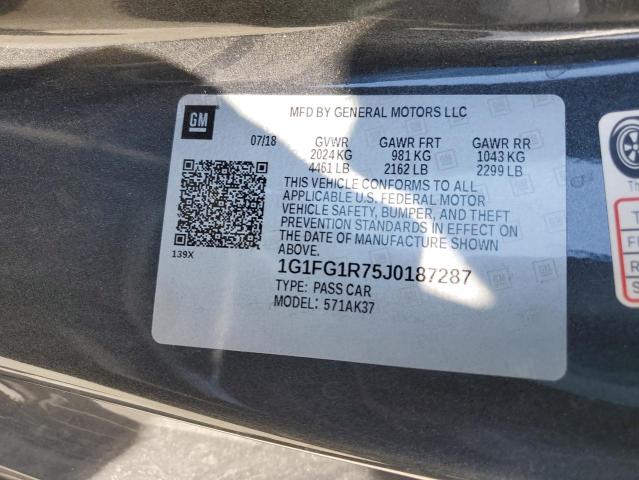 GM
MFD BY GENERAL MOTORS LLC
07/18 GVWR GAWR FRT GAWR RR
2024 KG 981 KG 1043 KG
4461 LB 2162 LB 2299 LB
THIS VEHICLE CONFORMS TO ALL
APPLICABLE U.S. FEDERAL MOTOR
VEHICLE SAFETY, BUMPER, AND THEFT
PREVENTION STANDARDS IN EFFECT ON
THE DATE OF MANUFACTURE SHOWN
ABOVE.
139X
1G1FG1R75J0187287
TYPE: PASS CAR
MODEL: 571AK37